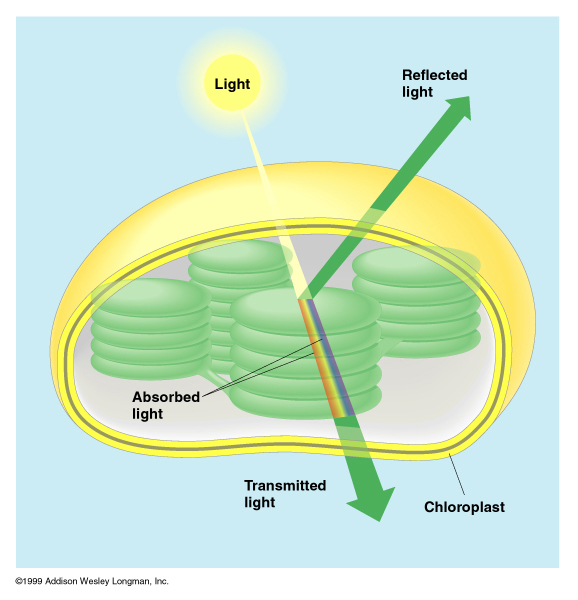 Light
Reflected
light
Absorbed
light
Transmitted
light
Chloroplast
©1999 Addison Wesley Longman, Inc.